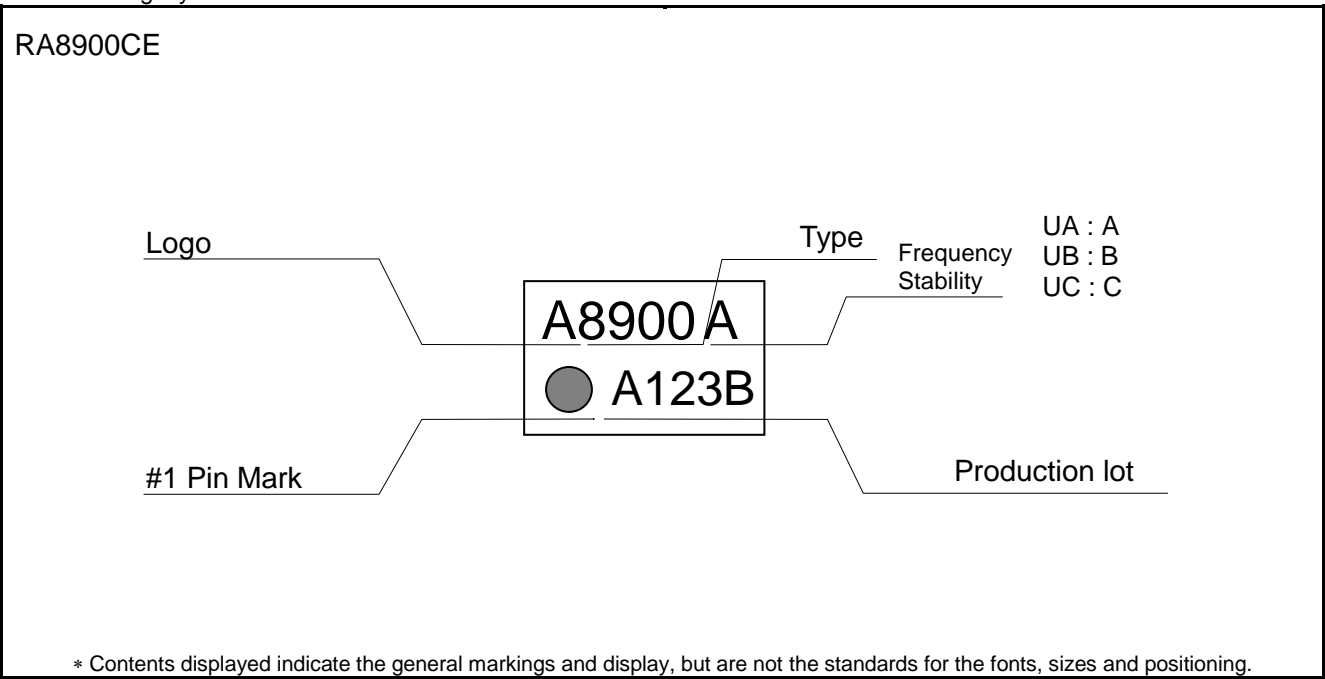 RA8900CE
Logo
Type
Frequency
Stability
UA : A
UB : B
UC : C
A8900 A
A123B
#1 Pin Mark
Production lot
* Contents displayed indicate the general markings and display, but are not the standards for the fonts, sizes and positioning.